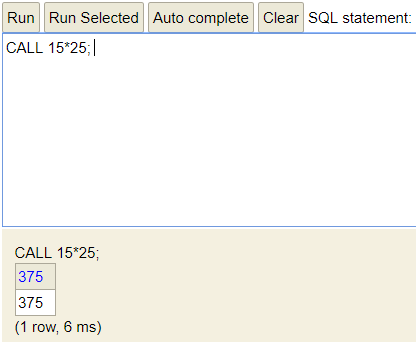 Run Run Selected Auto complete Clear SQL statement:
CALL 15*25;
CALL 15*25;
375
375
(1 row, 6 ms)